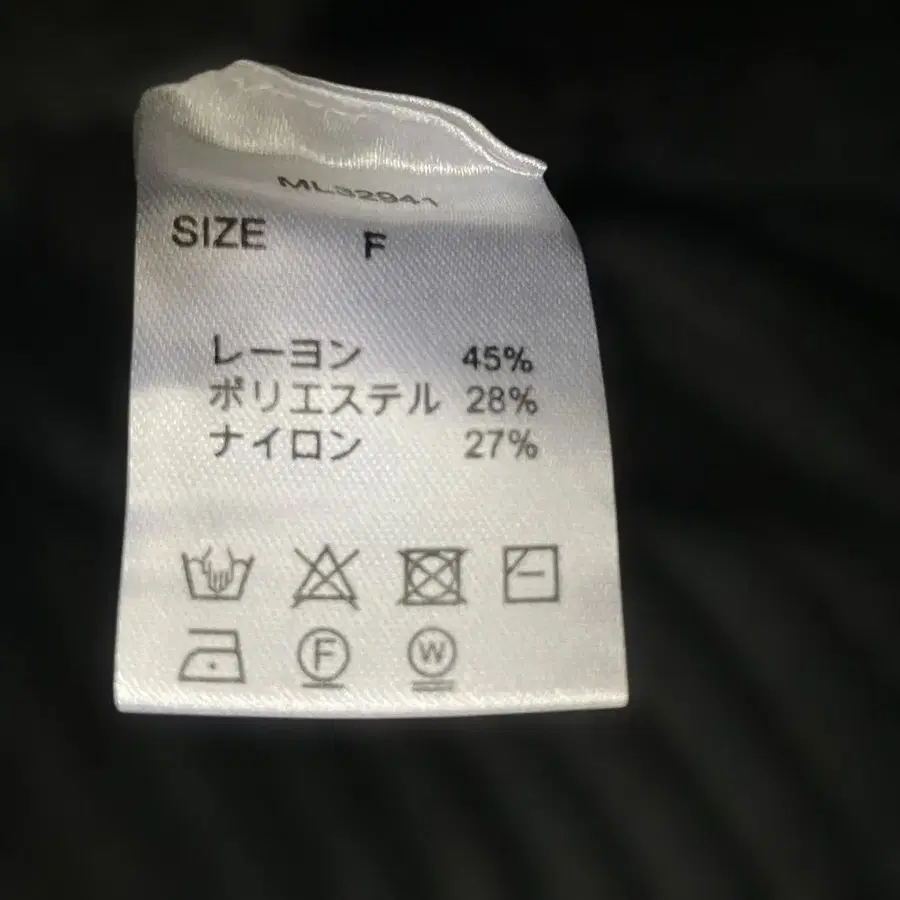 ML32941
SIZE F
レーヨン 45%
ポリエステル 28%
ナイロン 27%
F W